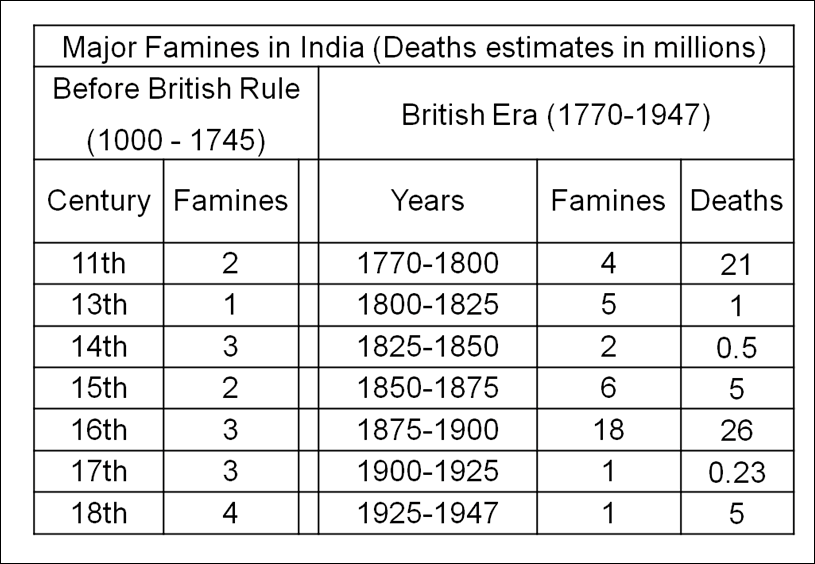 Major Famines in India (Deaths estimates in millions)
Before British Rule
(1000 - 1745)
British Era (1770-1947)
Century Famines Years Famines Deaths
11th 2 1770-1800 4 21
13th 1 1800-1825 5 1
14th 3 1825-1850 2 0.5
15th 2 1850-1875 6 5
16th 3 1875-1900 18 26
17th 3 1900-1925 1 0.23
18th 4 1925-1947 1 5